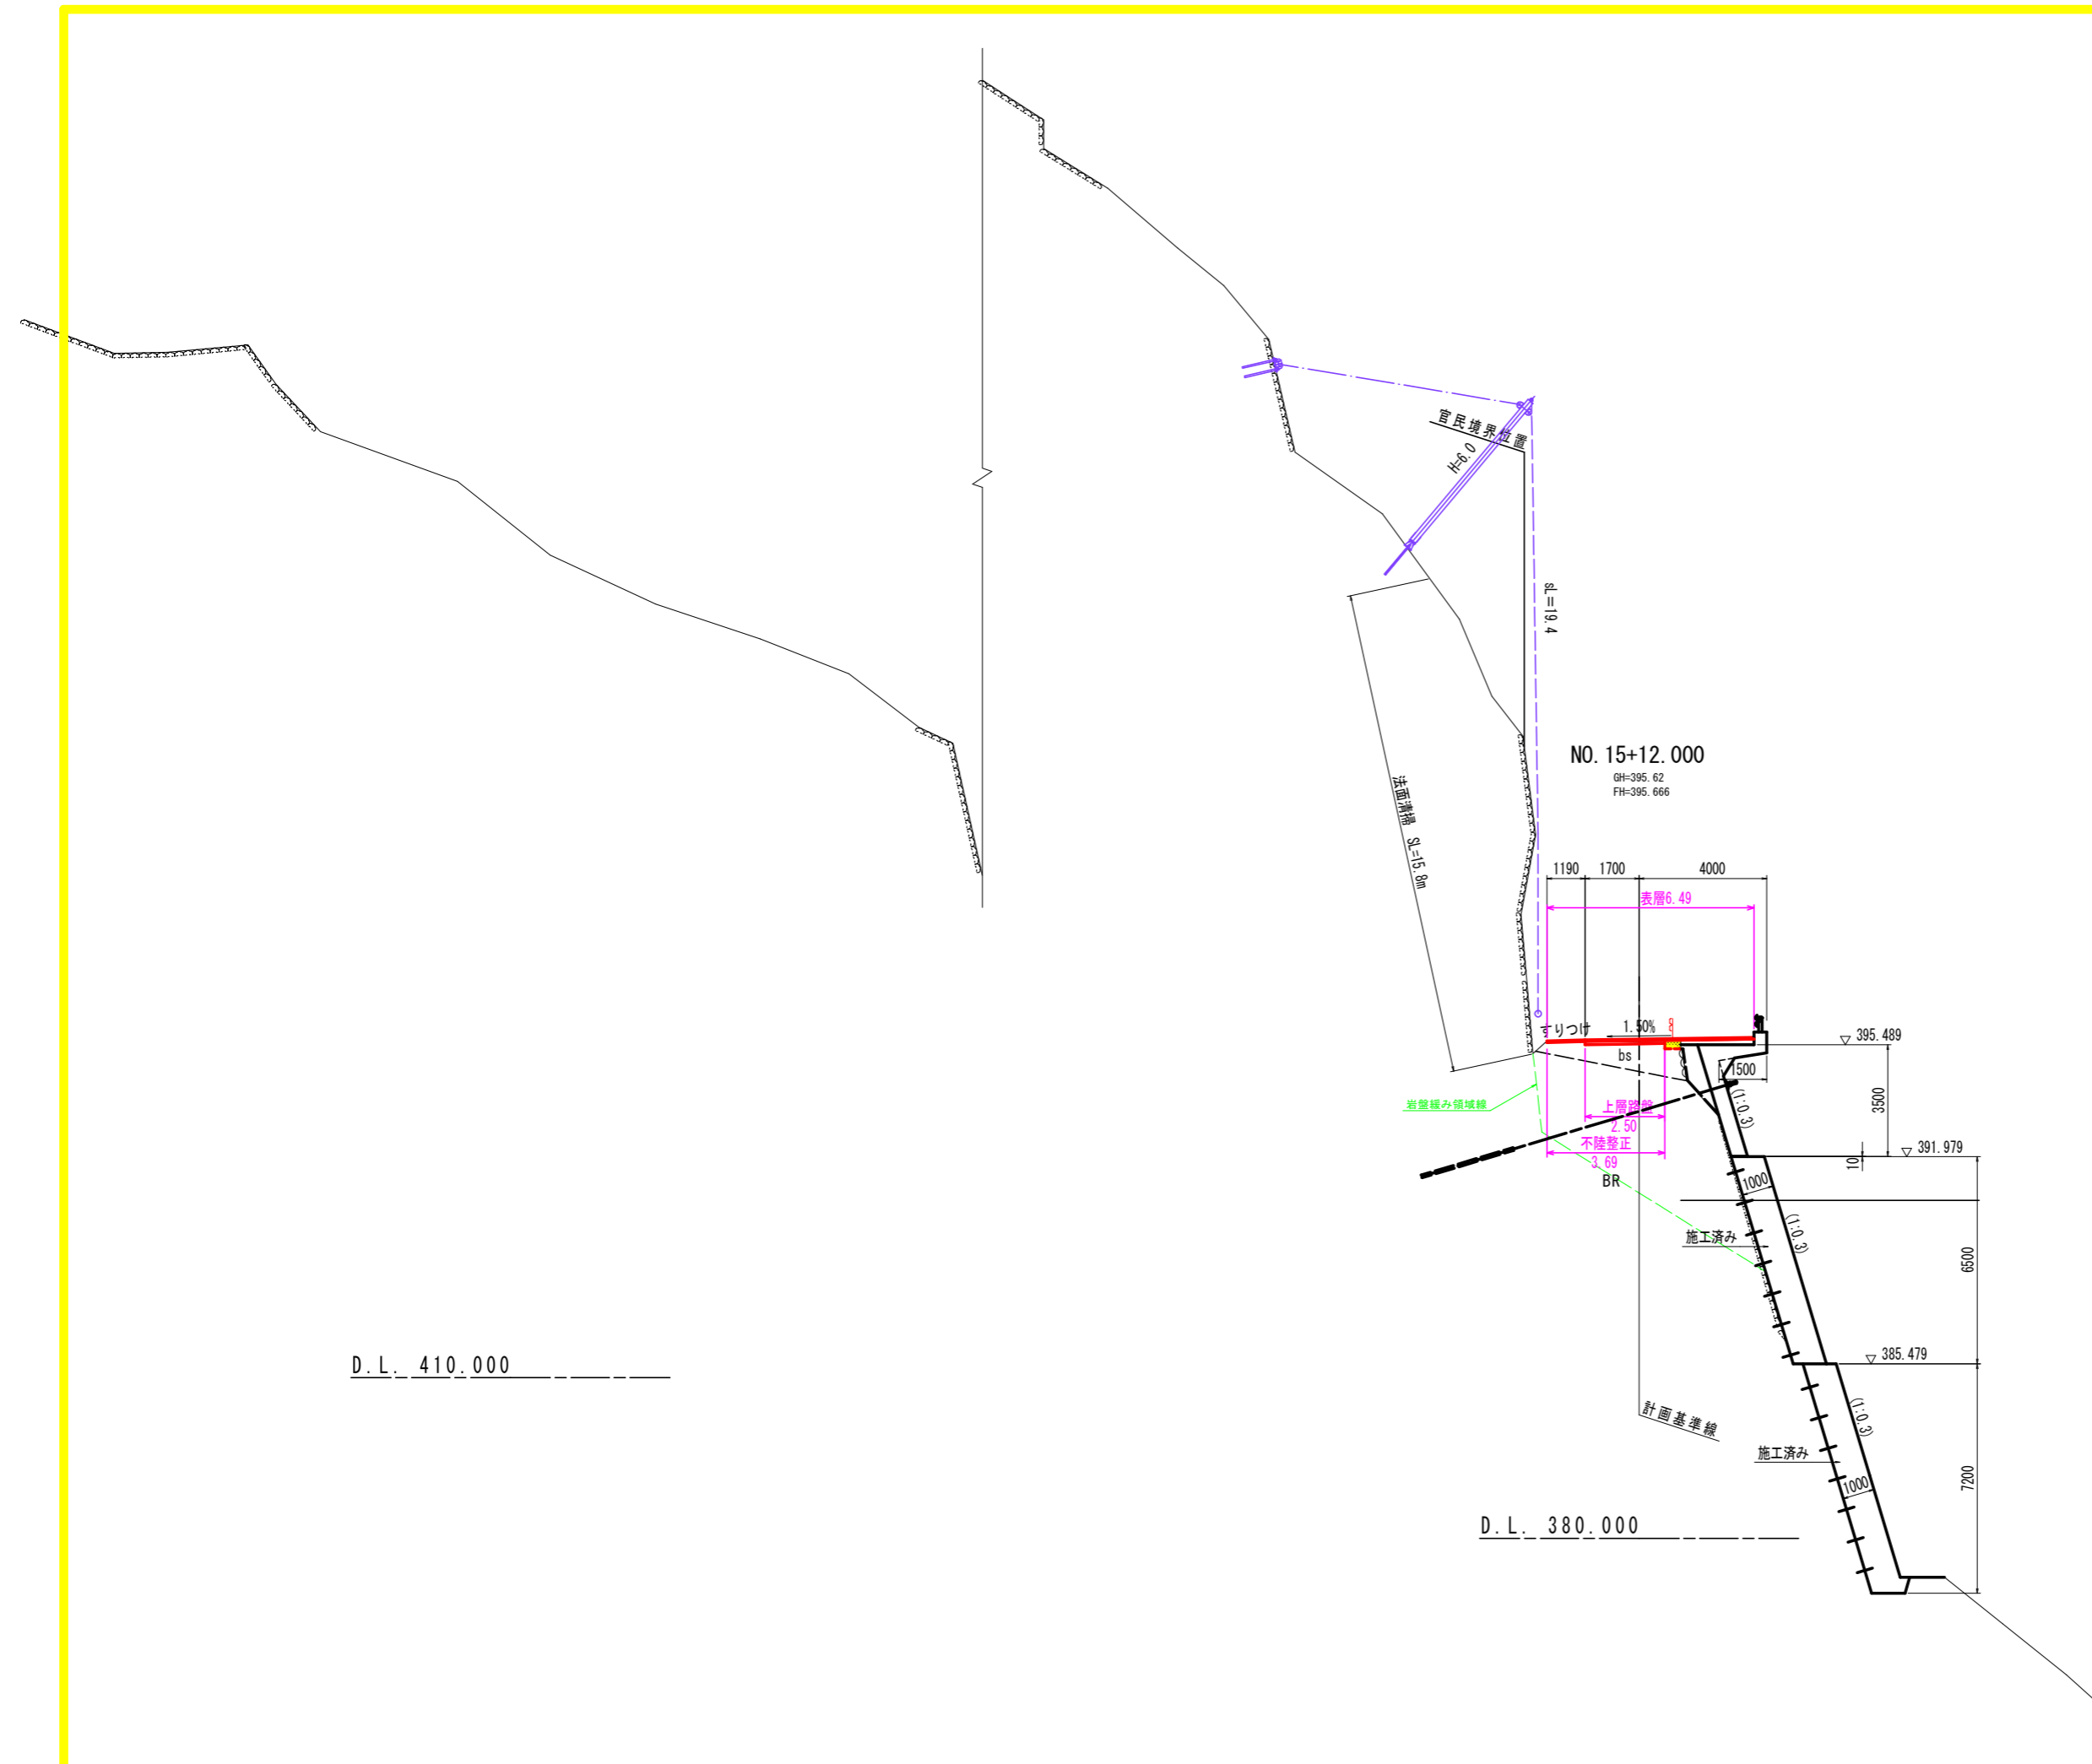 官民境界位置
H=6.0
sL=19.4
NO.15+12.000
GH=395.62
FH=395.666
法面清掃 SL=15.8m
1190
1700
4000
表層6.49
すりつけ
1.50%
395.489
bs
1500
3500
(1:0.3)
岩盤緩み領域線
上層路盤
2.50
不陸整正
3.69
BR
391.979
10
1000
(1:0.3)
施工済み
6500
385.479
D.L. 410.000
計画基準線
(1:0.3)
施工済み
1000
7200
D.L. 380.000